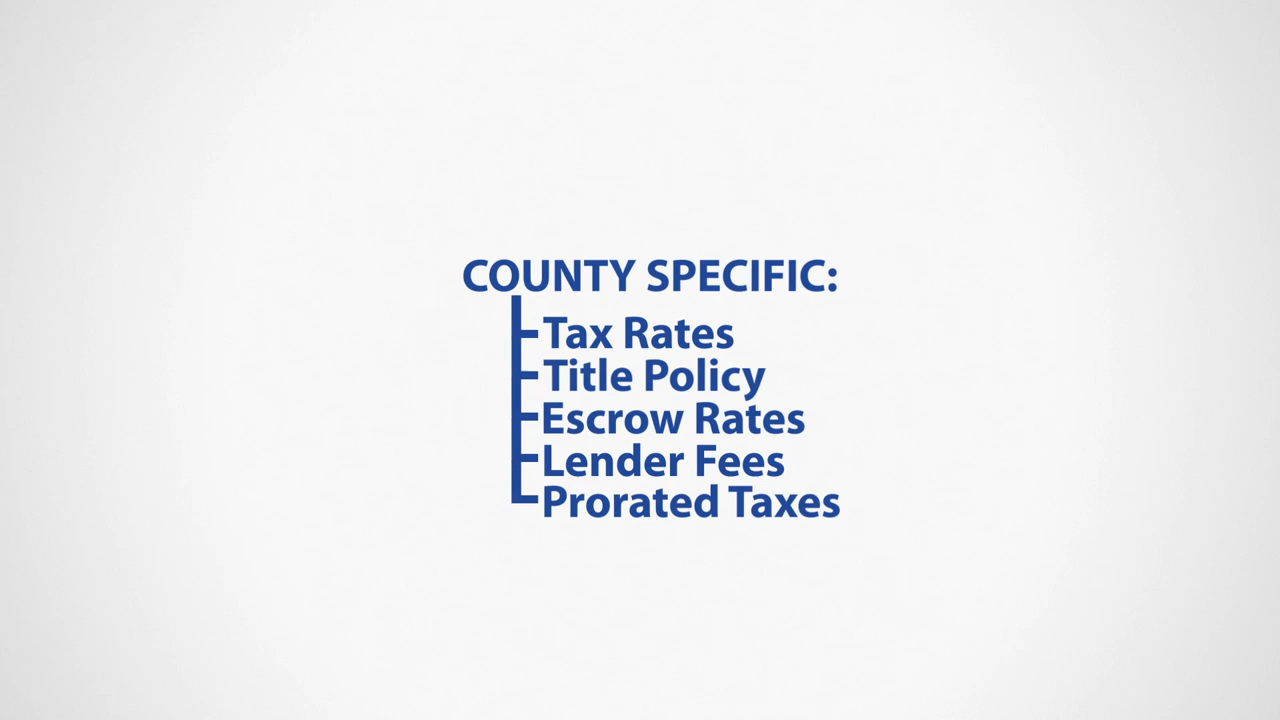 COUNTY SPECIFIC:
Tax Rates
Title Policy
Escrow Rates
Lender Fees
Prorated Taxes